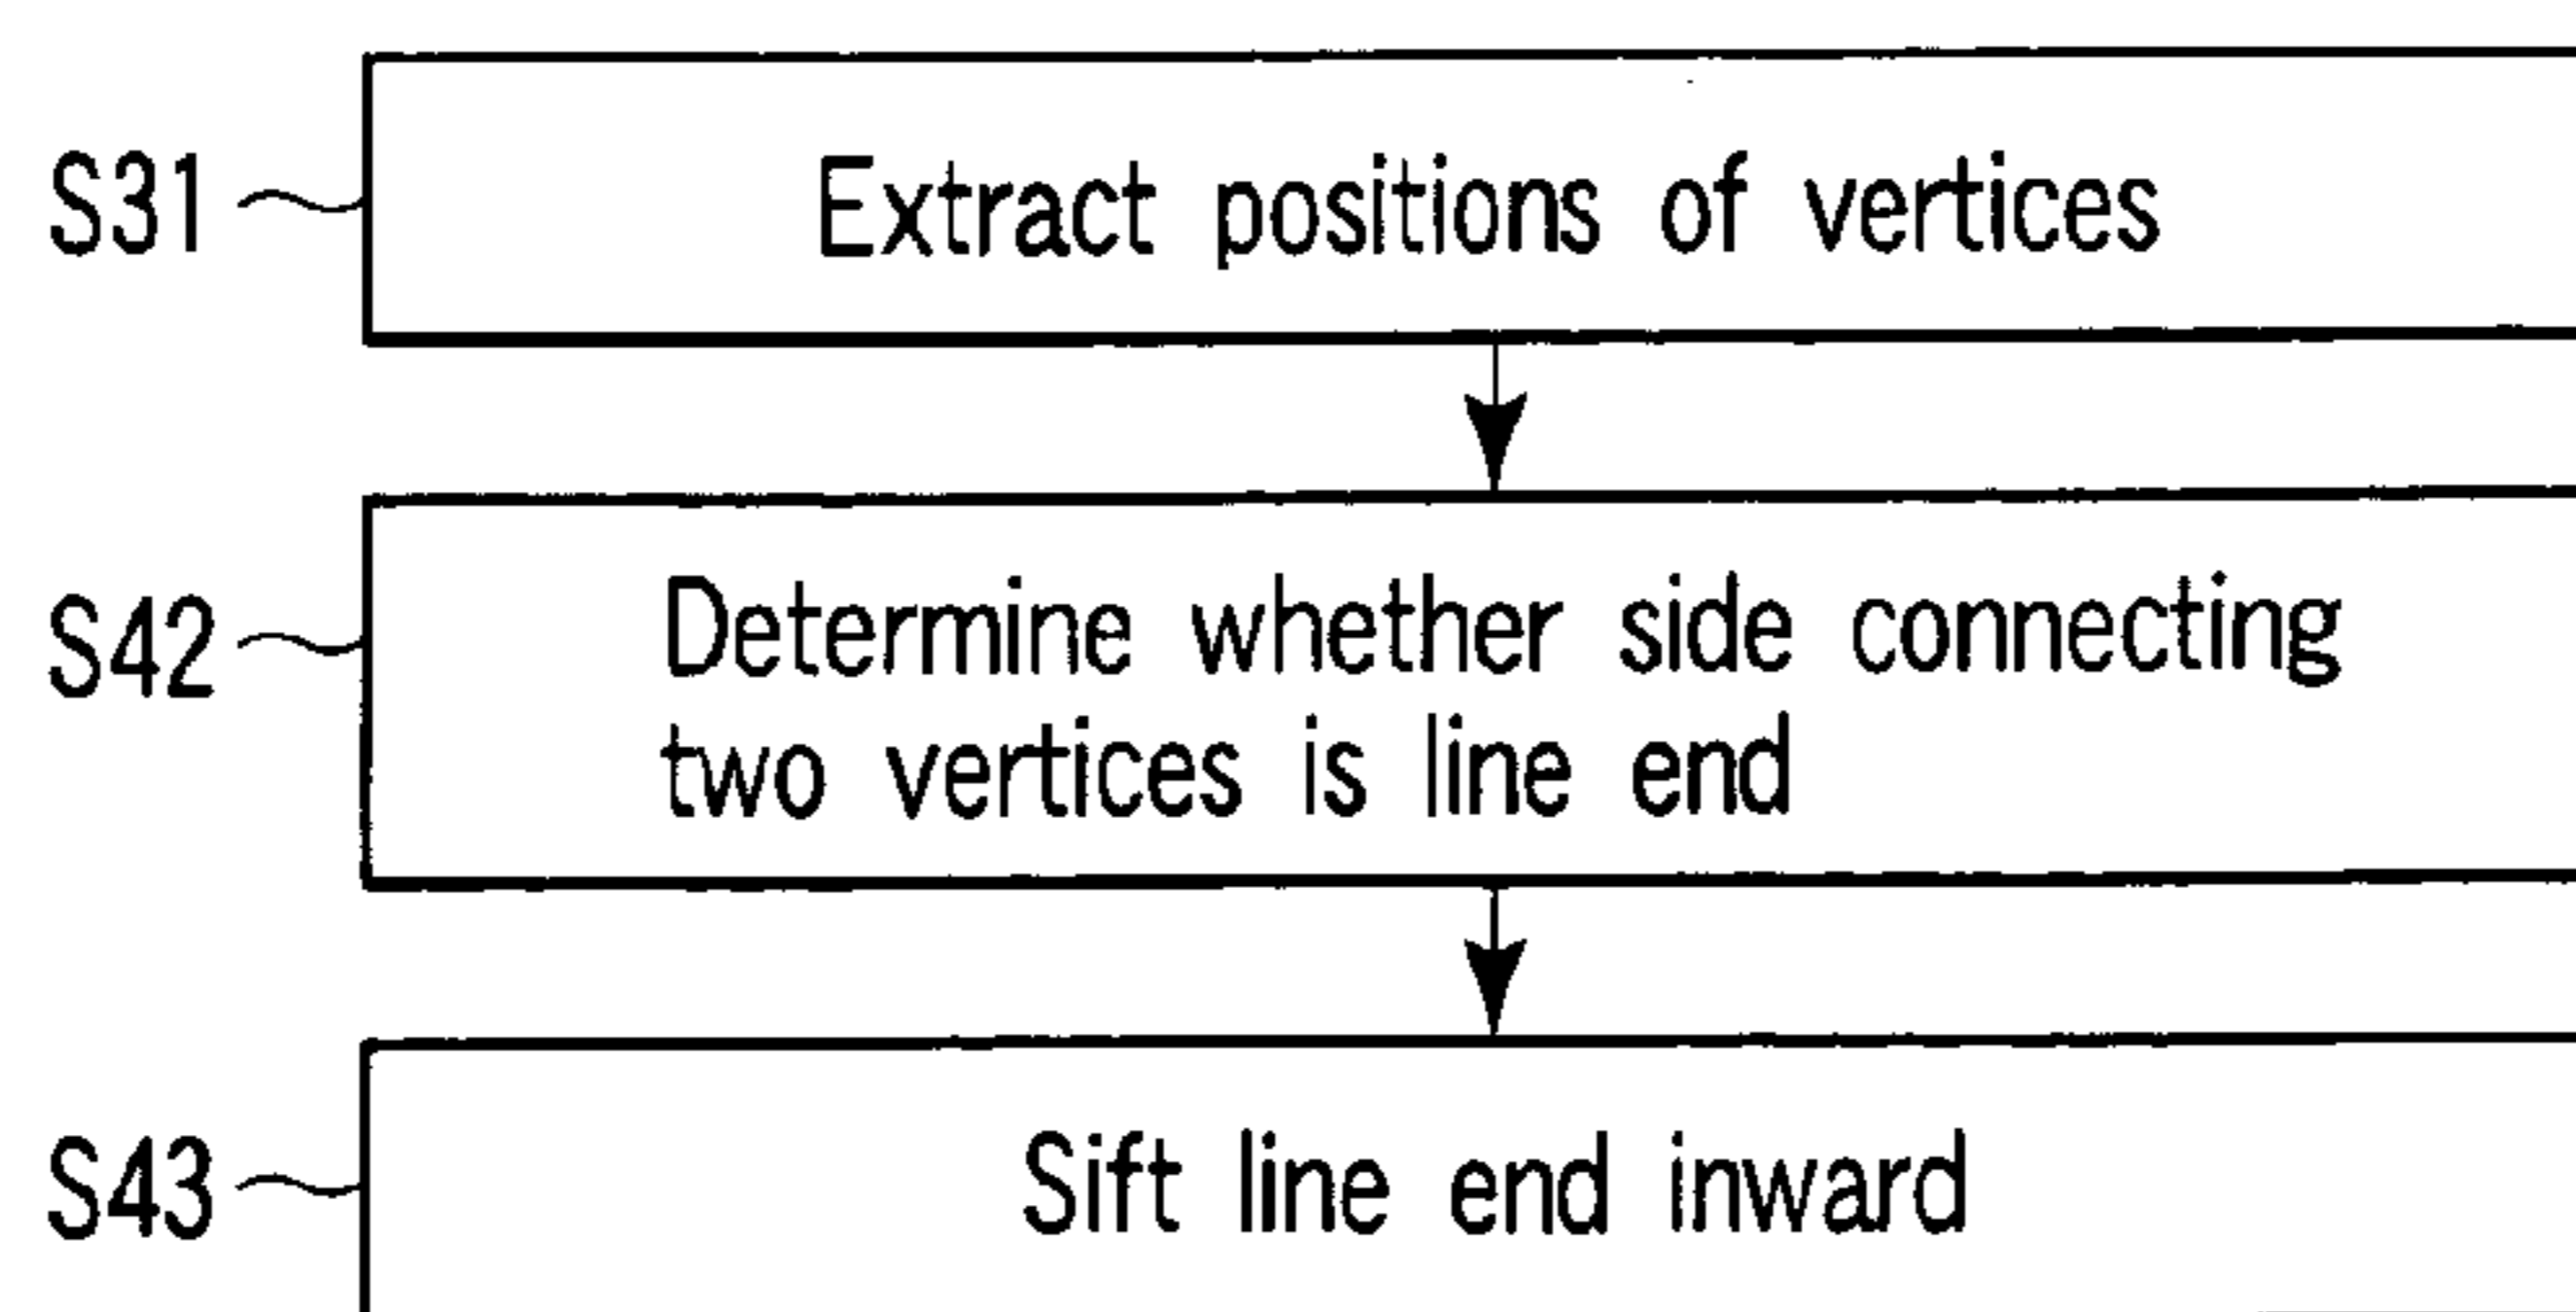 S31 Extract positions of vertices
S42 Determine whether side connecting
two vertices is line end
S43 Sift line end inward